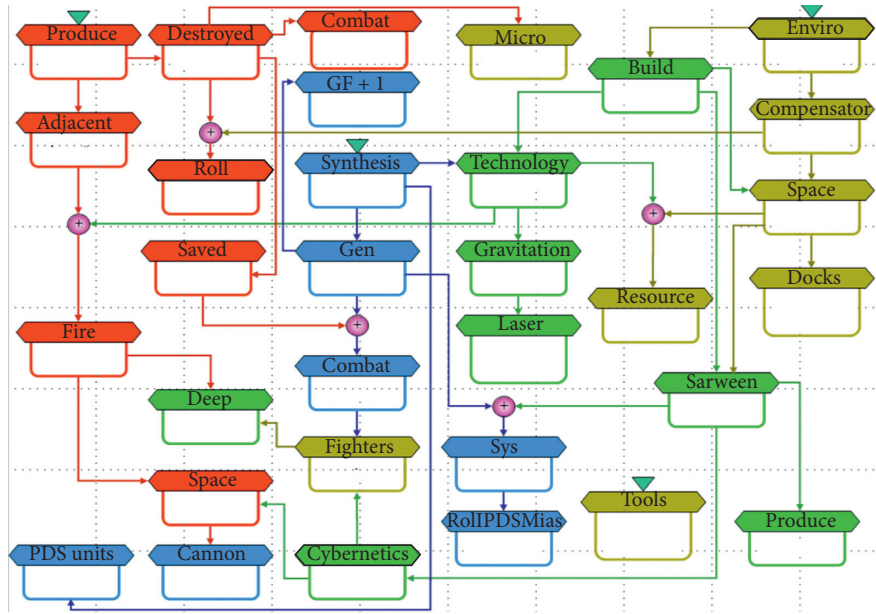 Produce
Destroyed
Combat
Micro
Enviro
Build
GF + 1
Adjacent
Compensator
+
Roll
Synthesis
Technology
Space
+
+
Saved
Gen
Gravitation
Docks
Resource
Fire
+
Laser
Combat
Sarween
Deep
+
Fighters
Sys
Space
Tools
RolIPDSMias
Produce
PDS units
Cannon
Cybernetics